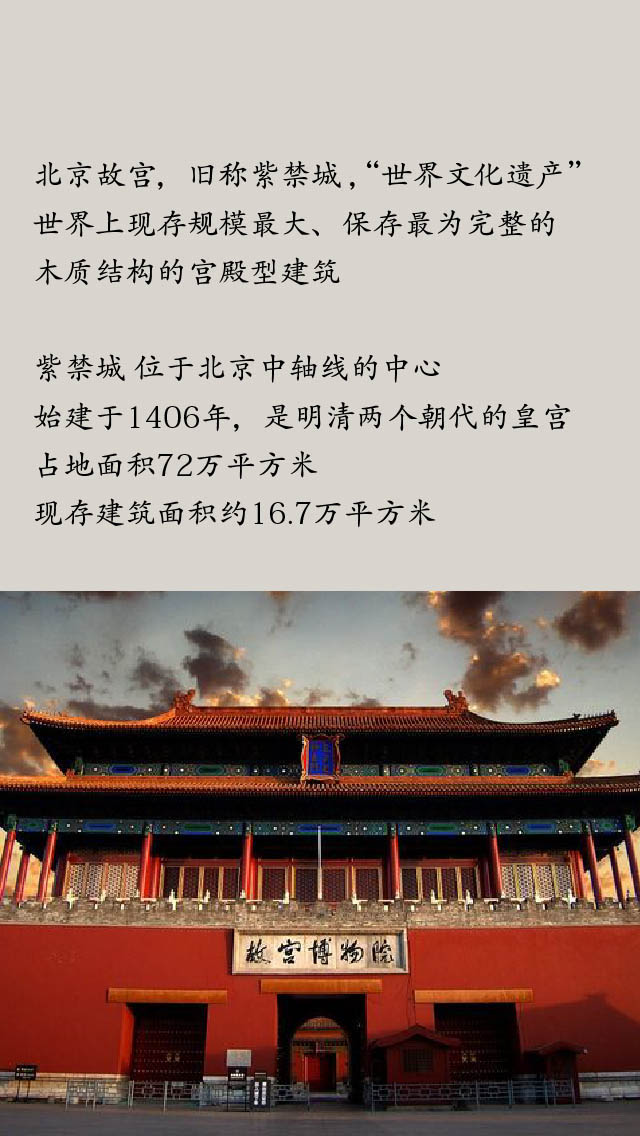 北京故宫，旧称紫禁城，“世界文化遗产”
世界上现存规模最大、保存最为完整的
木质结构的宫殿型建筑
紫禁城 位于北京中轴线的中心
始建于1406年，是明清两个朝代的皇宫
占地面积72万平方米
现存建筑面积约16.7万平方米
故宫博物院